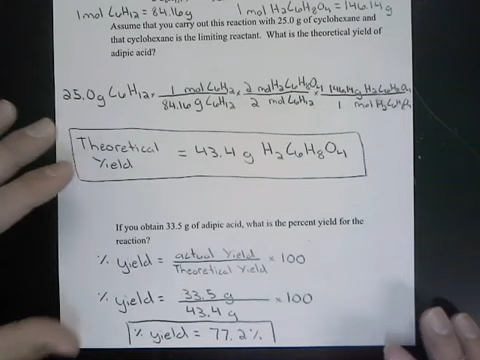 1 mol C6H12 = 84.16g 1 mol H2C6H8O4 = 146.14 g
Assume that you carry out this reaction with 25.0 g of cyclohexane and
that cyclohexane is the limiting reactant. What is the theoretical yield of
adipic acid?
25.0g C6H12 × 1 mol C6H12 / 84.16 g C6H12 × 2 mol H2C6H8O4 / 2 mol C6H12 × 146.14g H2C6H8O4 / 1 mol H2C6H8O4
Theoretical Yield = 43.4 g H2C6H8O4
If you obtain 33.5 g of adipic acid, what is the percent yield for the
reaction?
% yield = actual Yield / Theoretical Yield × 100
% yield = 33.5 g / 43.4 g × 100
% yield = 77.2%